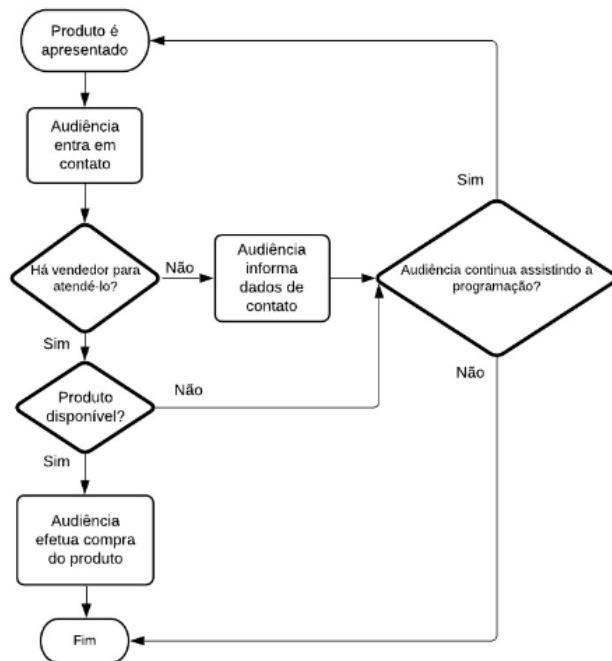 Produto é
apresentado
Audiência
entra em
contato
Sim
Há vendedor para
atendé-lo?
Não
Audiência
informa
dados de
contato
Audiência continua assistindo a
programação?
Sim
Não
Produto
disponível?
Não
Sim
Audiência
efetua compra
do produto
Fim